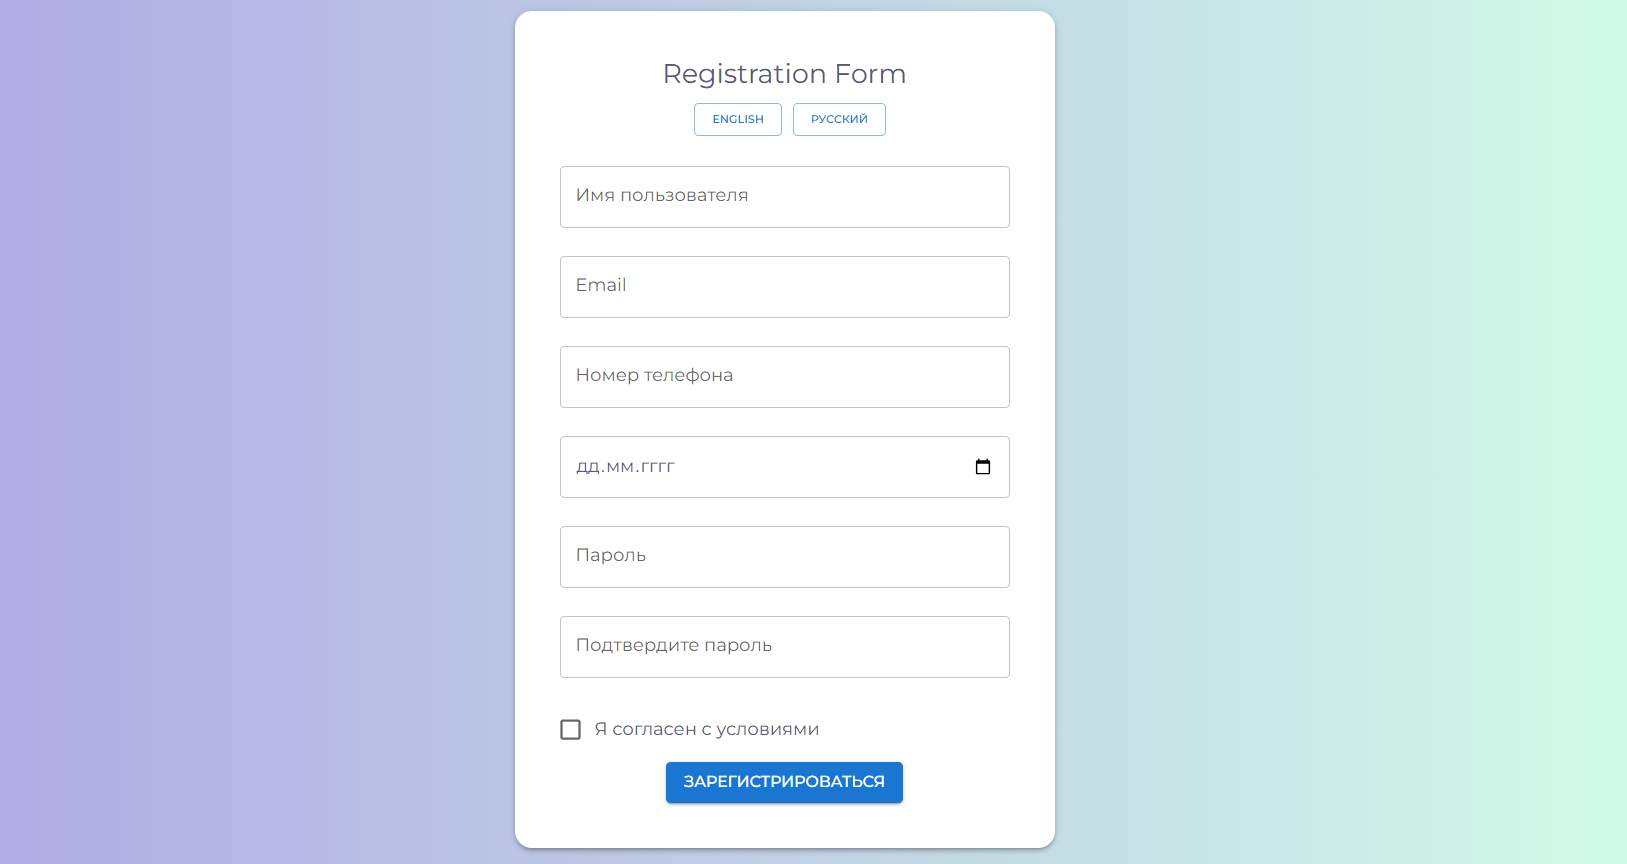 Registration Form
ENGLISH РУССКИЙ
Имя пользователя
Email
Номер телефона
дд.мм.гггг
Пароль
Подтвердите пароль
Я согласен с условиями
ЗАРЕГИСТРИРОВАТЬСЯ